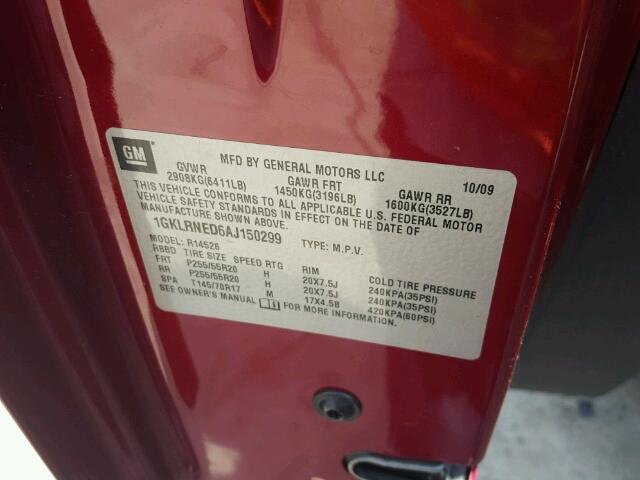 GM
MFD BY GENERAL MOTORS LLC 10/09
GVWR GAWR FRT GAWR RR
2908KG(6411LB) 1450KG(3196LB) 1600KG(3527LB)
THIS VEHICLE CONFORMS TO ALL APPLICABLE U.S. FEDERAL MOTOR
VEHICLE SAFETY STANDARDS IN EFFECT ON THE DATE OF
MANUFACTURE SHOWN ABOVE.
1GKLRNED6AJ150299 TYPE: M.P.V.
MODEL: R14526
RBBD TIRE SIZE SPEED RTG RIM COLD TIRE PRESSURE
FRT P255/55R20 H 20X7.5J 240KPA(35PSI)
RR P255/55R20 H 20X7.5J 240KPA(35PSI)
SPA T145/70R17 M 17X4.5B 420KPA(60PSI)
SEE OWNER'S MANUAL FOR MORE INFORMATION.